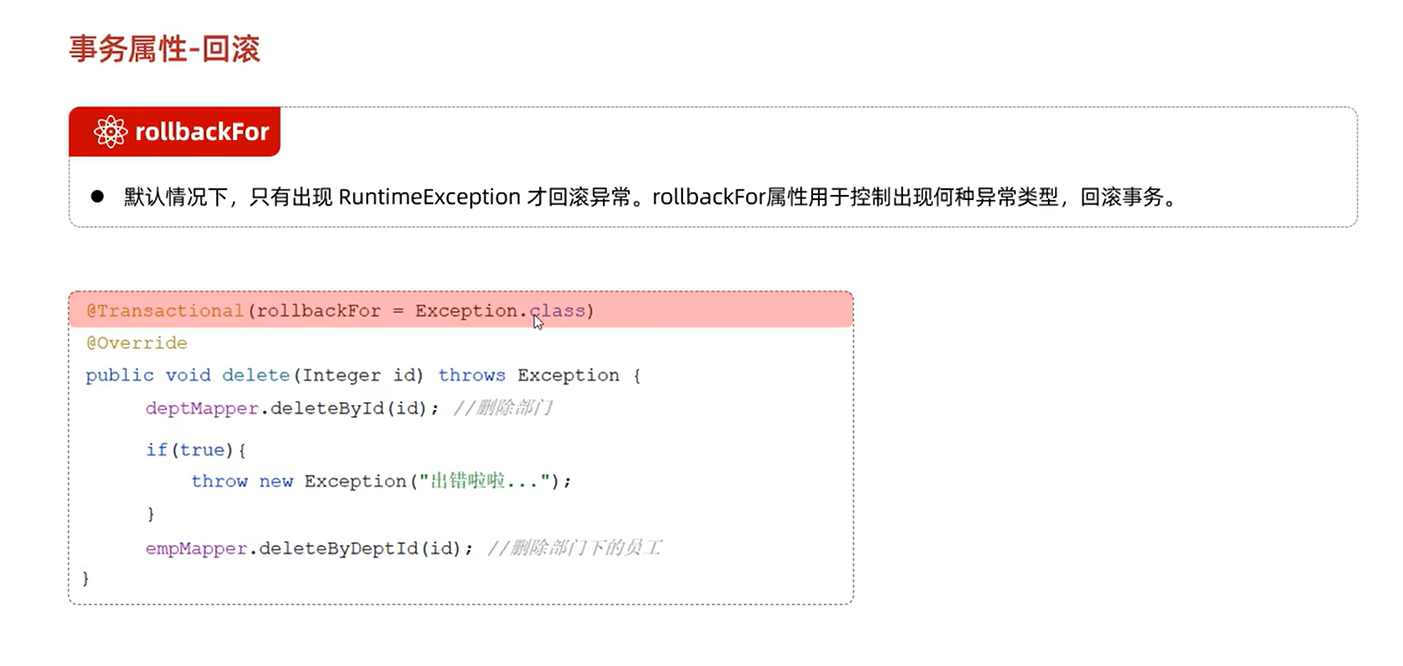 事务属性-回滚
rollbackFor
默认情况下，只有出现 RuntimeException 才回滚异常。rollbackFor属性用于控制出现何种异常类型，回滚事务。
@Transactional(rollbackFor = Exception.class)
@Override
public void delete(Integer id) throws Exception {
deptMapper.deleteById(id); //删除部门
if(true){
throw new Exception("出错啦啦...");
}
empMapper.deleteByDeptId(id); //删除部门下的员工
}